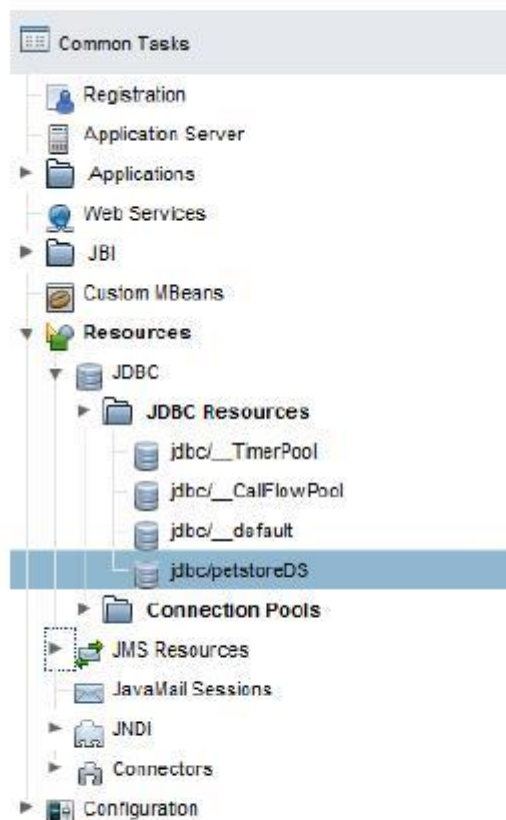 Common Tasks
Registration
Application Server
Applications
Web Services
JBI
Custom MBeans
Resources
JDBC
JDBC Resources
jdbc/__TimerPool
jdbc/__CallFlowPool
jdbc/__default
jdbc/petstoreDS
Connection Pools
JMS Resources
JavaMail Sessions
JNDI
Connectors
Configuration